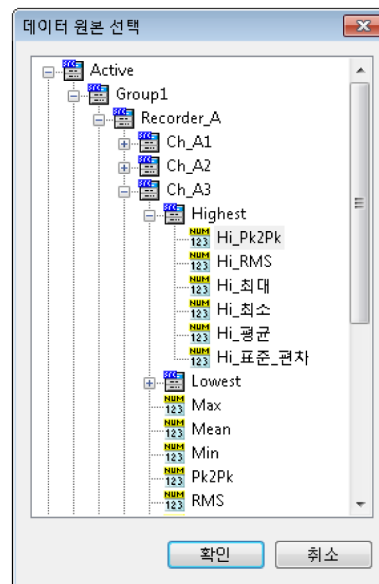 데이터 원본 선택
Active
Group1
Recorder_A
Ch_A1
Ch_A2
Ch_A3
Highest
Hi_Pk2Pk
Hi_RMS
Hi_최대
Hi_최소
Hi_평균
Hi_표준_편차
Lowest
Max
Mean
Min
Pk2Pk
RMS
확인 취소